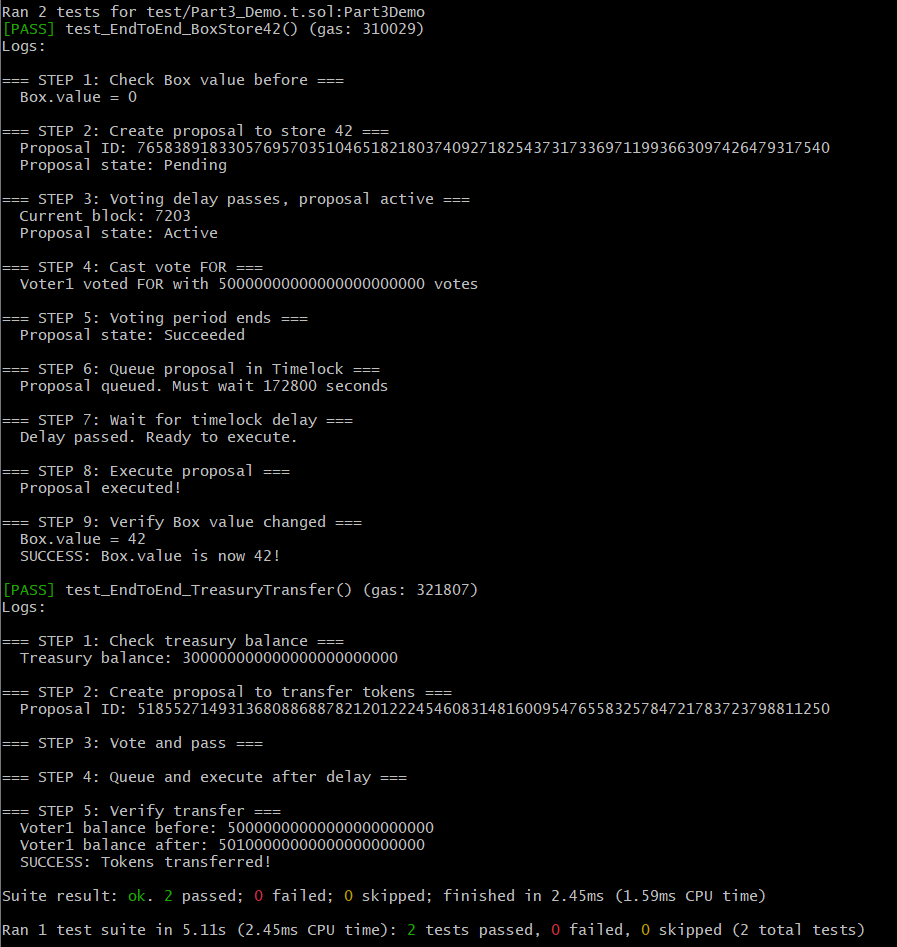 Ran 2 tests for test/Part3_Demo.t.sol:Part3Demo
[PASS] test_EndToEnd_BoxStore42() (gas: 310029)
Logs:
=== STEP 1: Check Box value before ===
Box.value = 0
=== STEP 2: Create proposal to store 42 ===
Proposal ID: 76583891833057695703510465182180374092718254373173369711993663097426479317540
Proposal state: Pending
=== STEP 3: Voting delay passes, proposal active ===
Current block: 7203
Proposal state: Active
=== STEP 4: Cast vote FOR ===
Voter1 voted FOR with 50000000000000000000000 votes
=== STEP 5: Voting period ends ===
Proposal state: Succeeded
=== STEP 6: Queue proposal in Timelock ===
Proposal queued. Must wait 172800 seconds
=== STEP 7: Wait for timelock delay ===
Delay passed. Ready to execute.
=== STEP 8: Execute proposal ===
Proposal executed!
=== STEP 9: Verify Box value changed ===
Box.value = 42
SUCCESS: Box.value is now 42!
[PASS] test_EndToEnd_TreasuryTransfer() (gas: 321807)
Logs:
=== STEP 1: Check treasury balance ===
Treasury balance: 300000000000000000000000
=== STEP 2: Create proposal to transfer tokens ===
Proposal ID: 51855271493136808868878212012224546083148160095476558325784721783723798811250
=== STEP 3: Vote and pass ===
=== STEP 4: Queue and execute after delay ===
=== STEP 5: Verify transfer ===
Voter1 balance before: 50000000000000000000000
Voter1 balance after: 50100000000000000000000
SUCCESS: Tokens transferred!
Suite result: ok. 2 passed; 0 failed; 0 skipped; finished in 2.45ms (1.59ms CPU time)
Ran 1 test suite in 5.11s (2.45ms CPU time): 2 tests passed, 0 failed, 0 skipped (2 total tests)